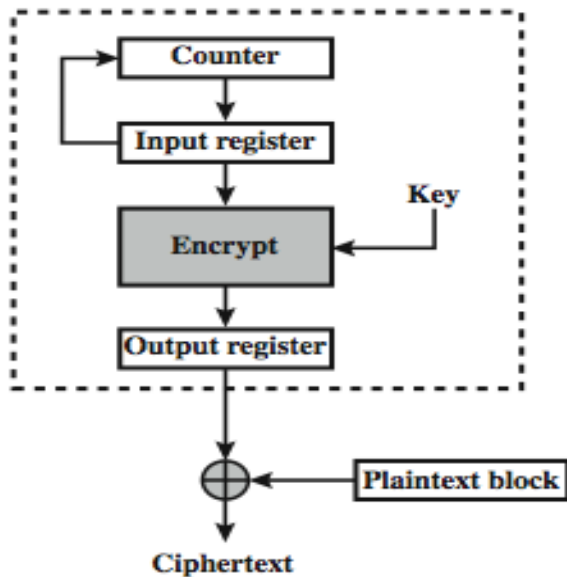 Counter
Input register
Key
Encrypt
Output register
Plaintext block
Ciphertext